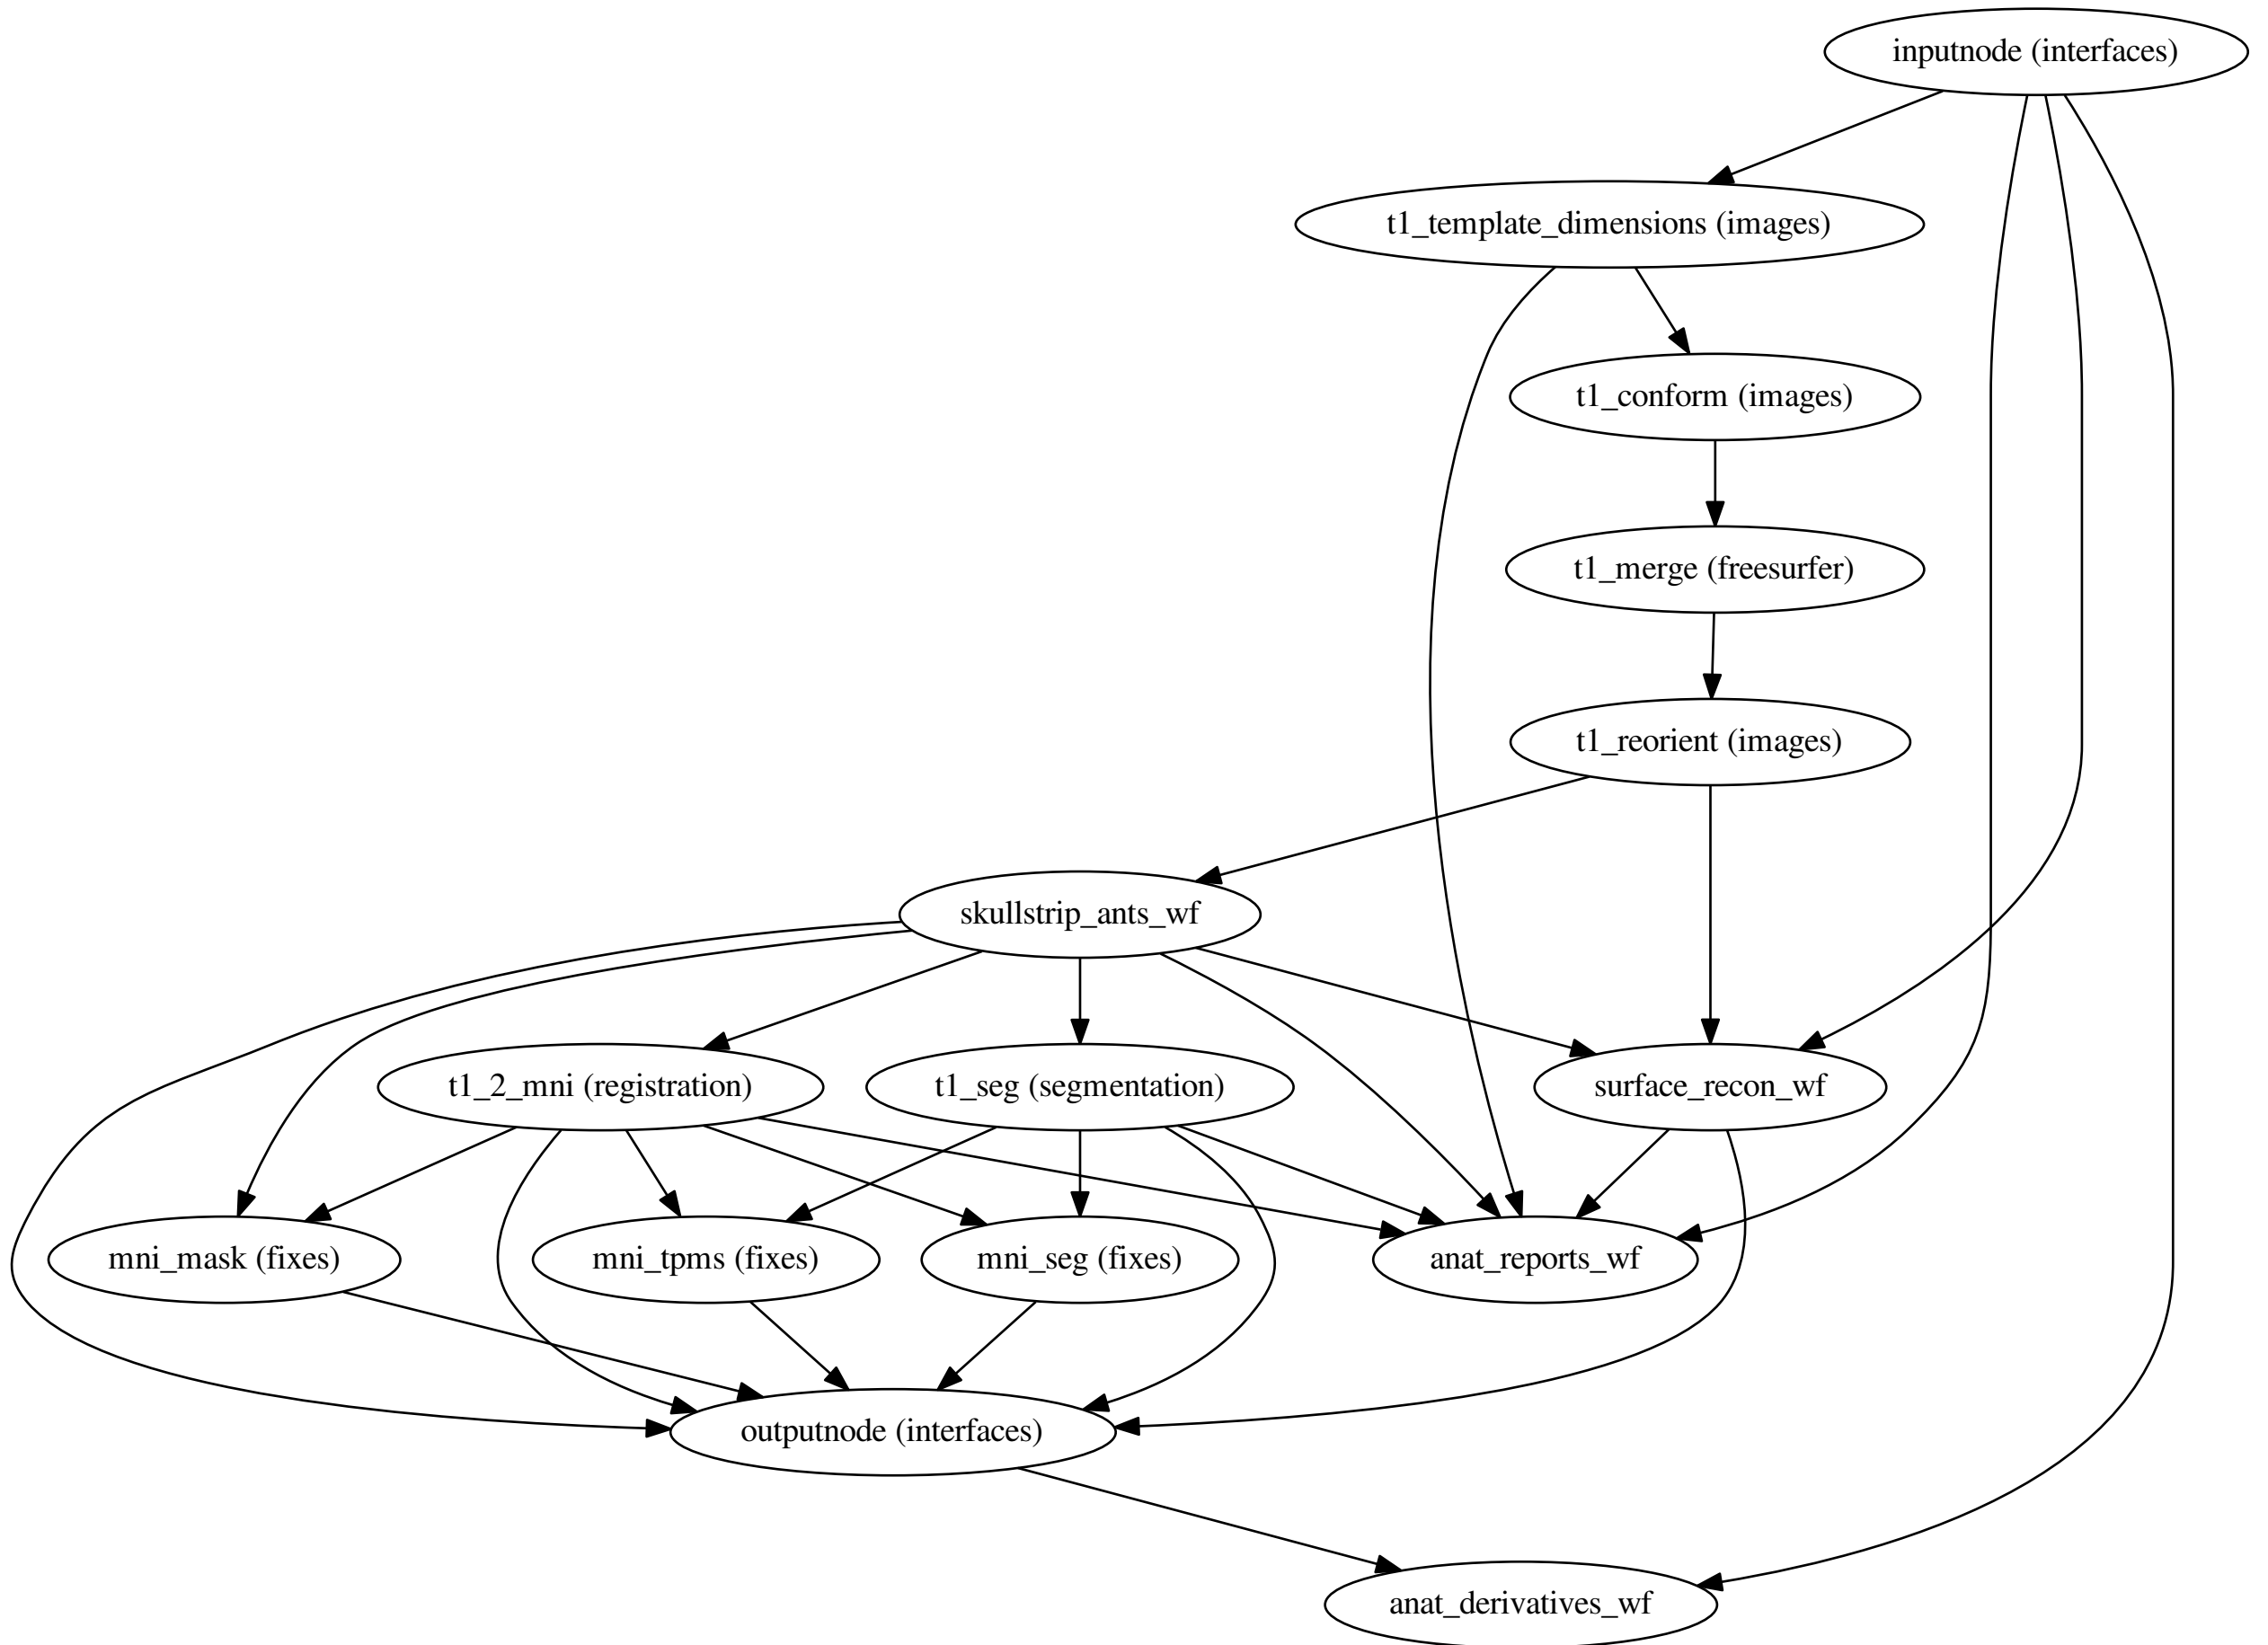 inputnode (interfaces)
t1_template_dimensions (images)
t1_conform (images)
t1_merge (freesurfer)
t1_reorient (images)
skullstrip_ants_wf
t1_2_mni (registration)
t1_seg (segmentation)
surface_recon_wf
mni_mask (fixes)
mni_tpms (fixes)
mni_seg (fixes)
anat_reports_wf
outputnode (interfaces)
anat_derivatives_wf